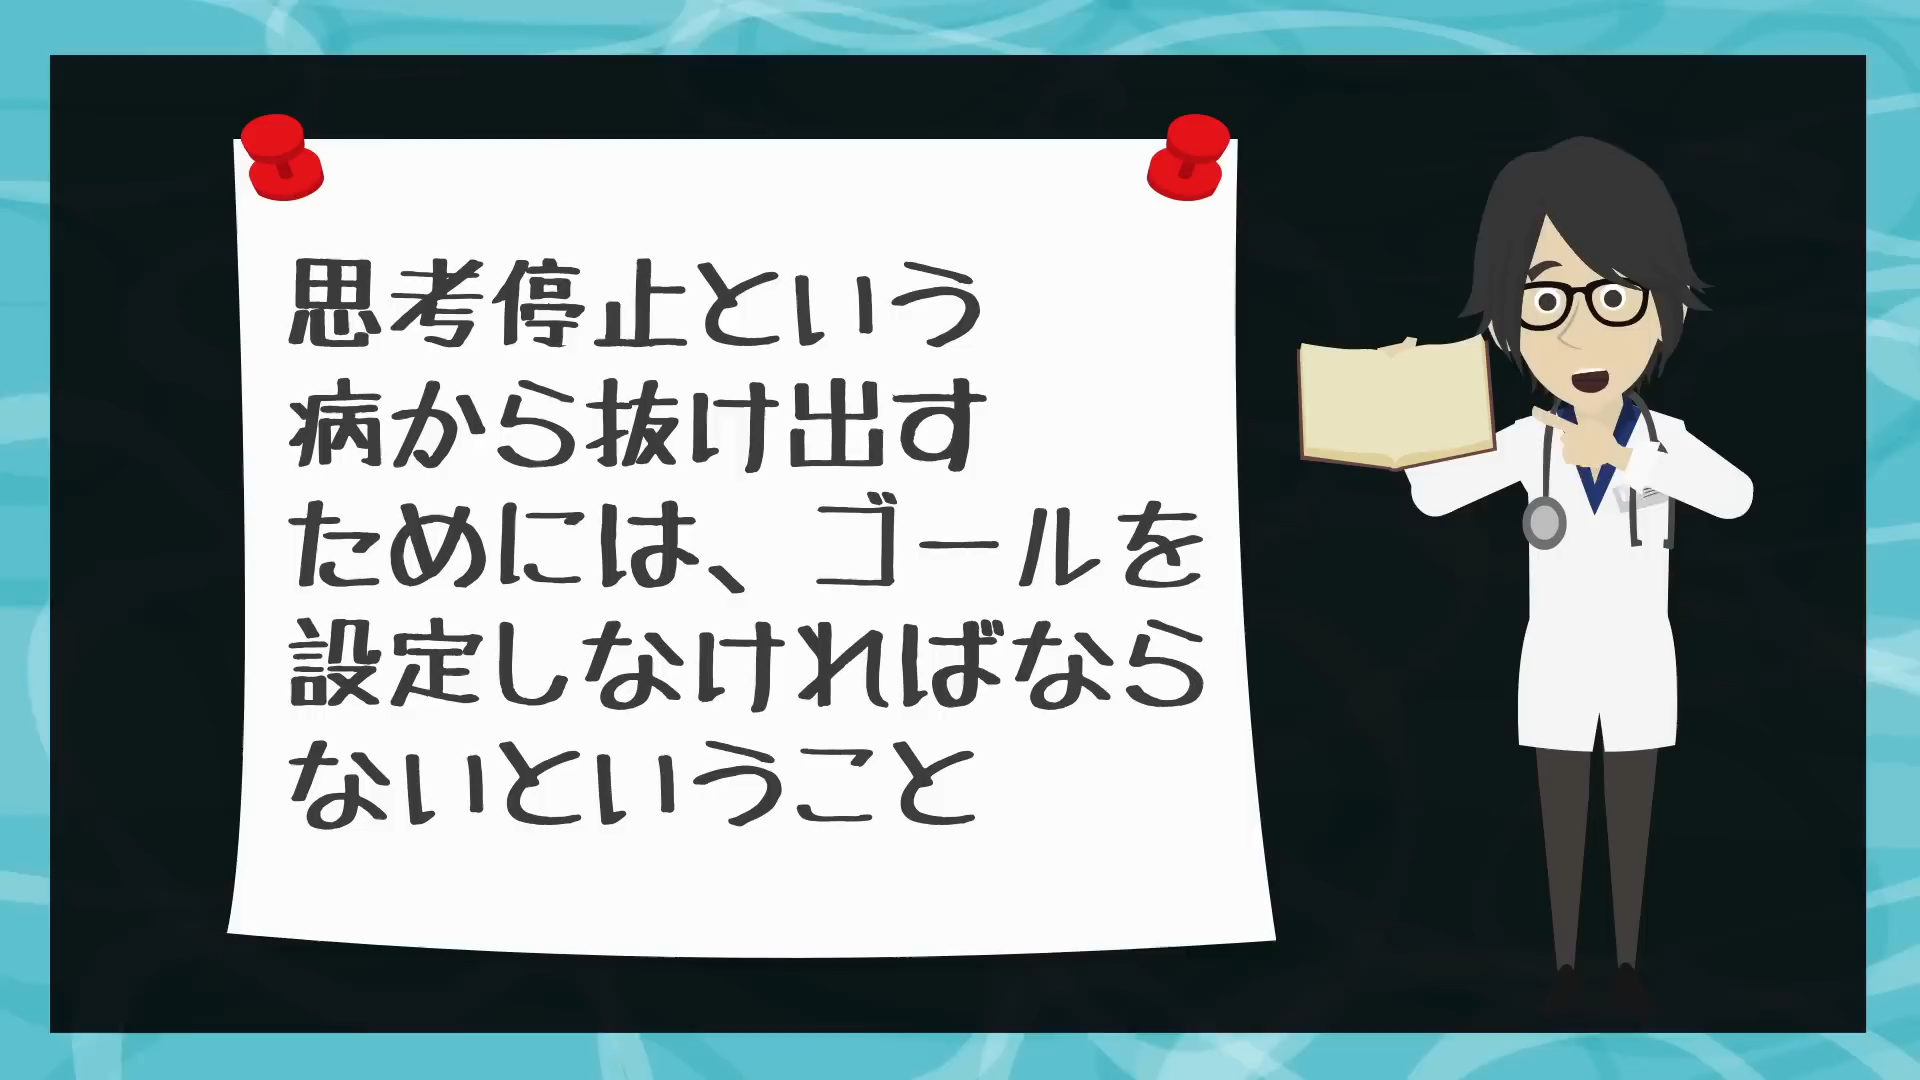 思考停止という
病から抜け出す
ためには、ゴールを
設定しなければなら
ないということ